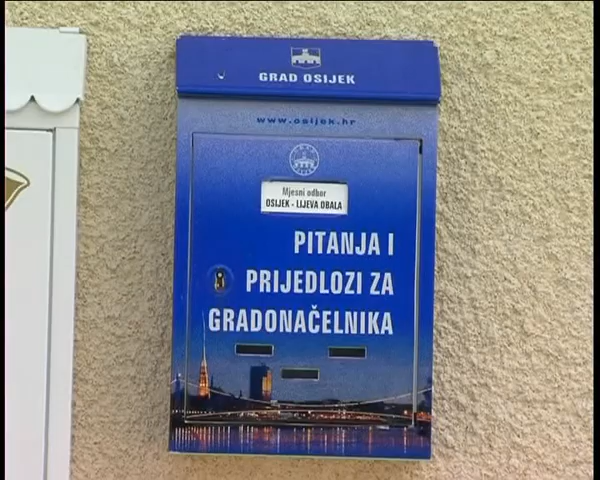 GRAD OSIJEK
www.osijek.hr
Mjesni odbor
OSIJEK - LIJEVA OBALA
PITANJA I
PRIJEDLOZI ZA
GRADONAČELNIKA